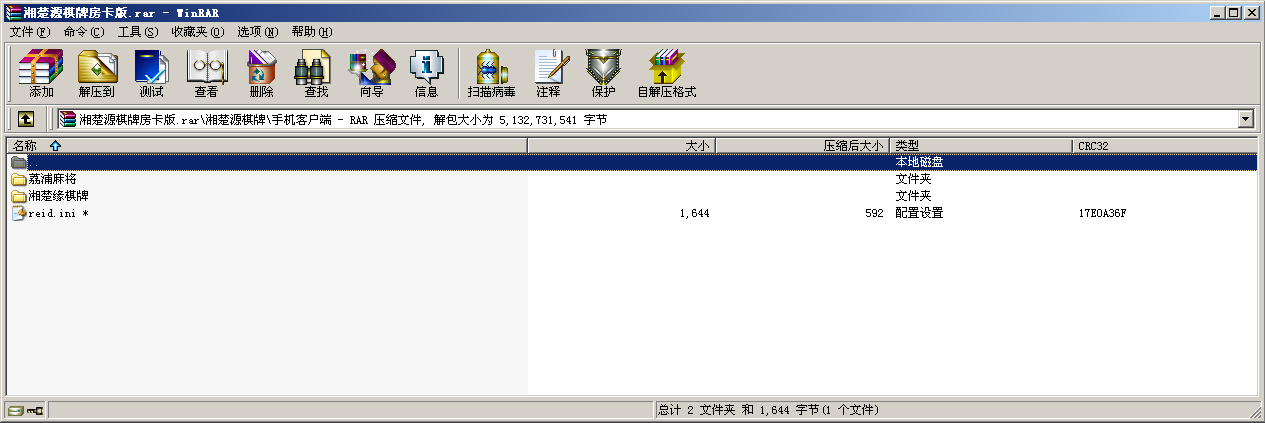 湘楚源棋牌房卡版.rar - WinRAR
文件(F) 命令(C) 工具(S) 收藏夹(O) 选项(N) 帮助(H)
添加 解压到 测试 查看 删除 查找 向导 信息 扫描病毒 注释 保护 自解压格式
湘楚源棋牌房卡版.rar\湘楚源棋牌\手机客户端 - RAR 压缩文件, 解包大小为 5,132,731,541 字节
名称 大小 压缩后大小 类型 CRC32
.. 本地磁盘
荔浦麻将 文件夹
湘楚缘棋牌 文件夹
reid.ini * 1,644 592 配置设置 17E0A36F
总计 2 文件夹 和 1,644 字节(1 个文件)